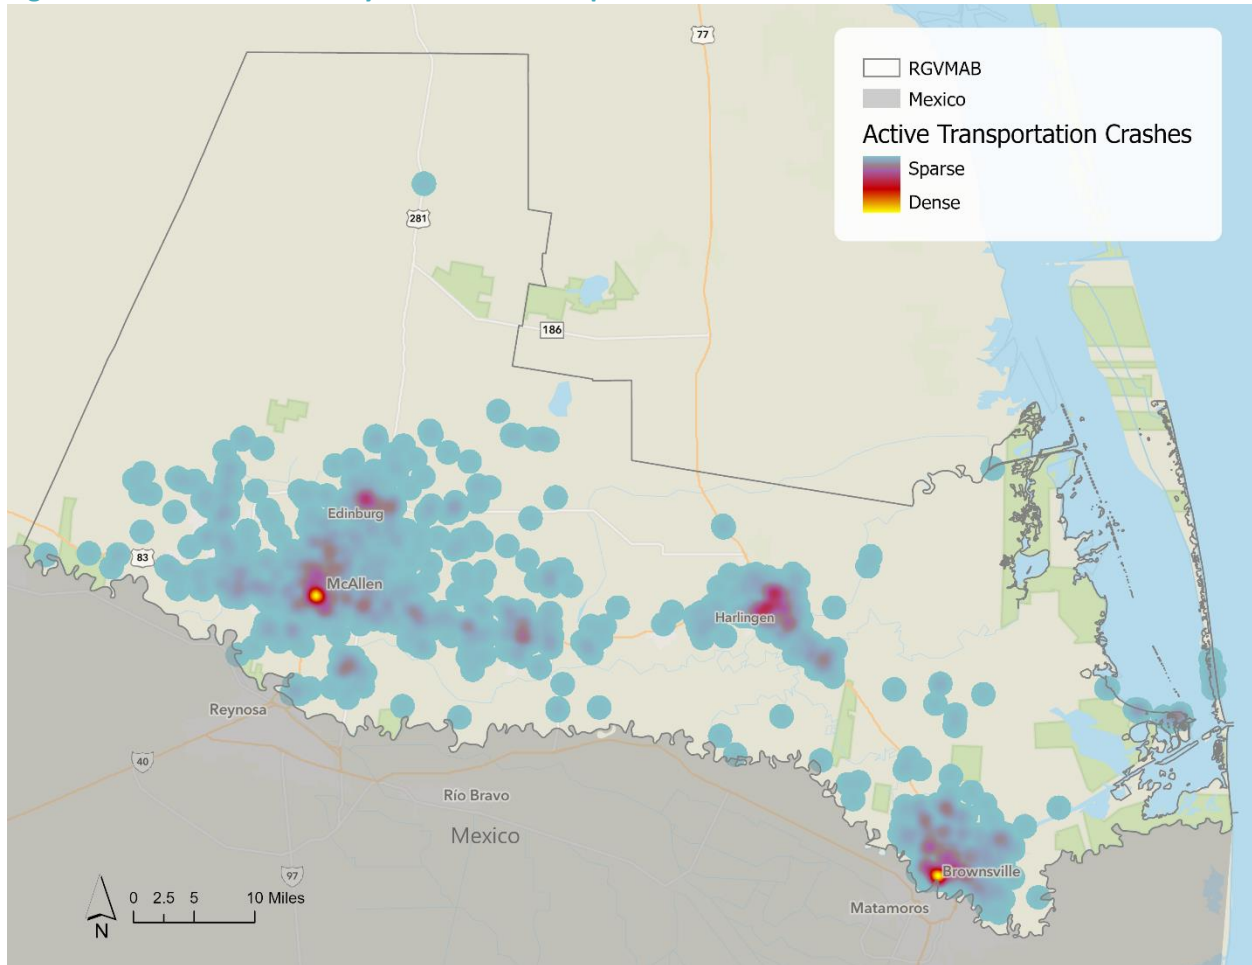 77
RGVMAB
Mexico
Active Transportation Crashes
Sparse
Dense
281
186
Edinburg
83
McAllen
Harlingen
Reynosa
40
Río Bravo
Mexico
97
Brownsville
Matamoros
0 2.5 5 10 Miles
N